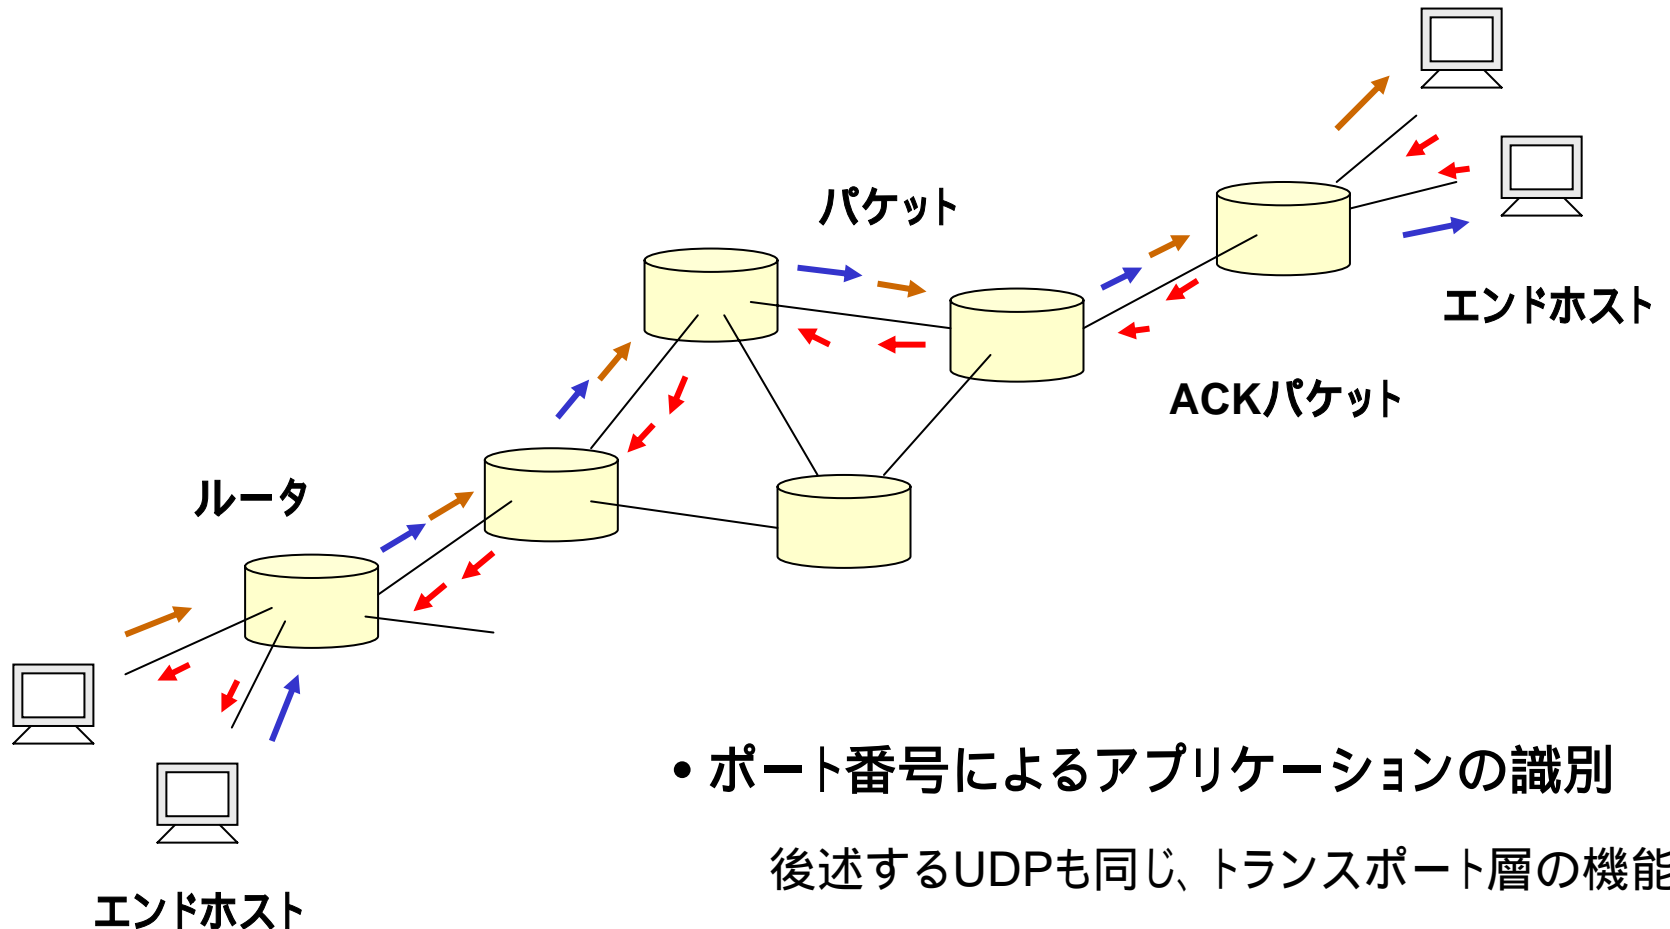 パケット
エンドホスト
ACKパケット
ルータ
• ポート番号によるアプリケーションの識別
後述するUDPも同じ、トランスポート層の機能
エンドホスト